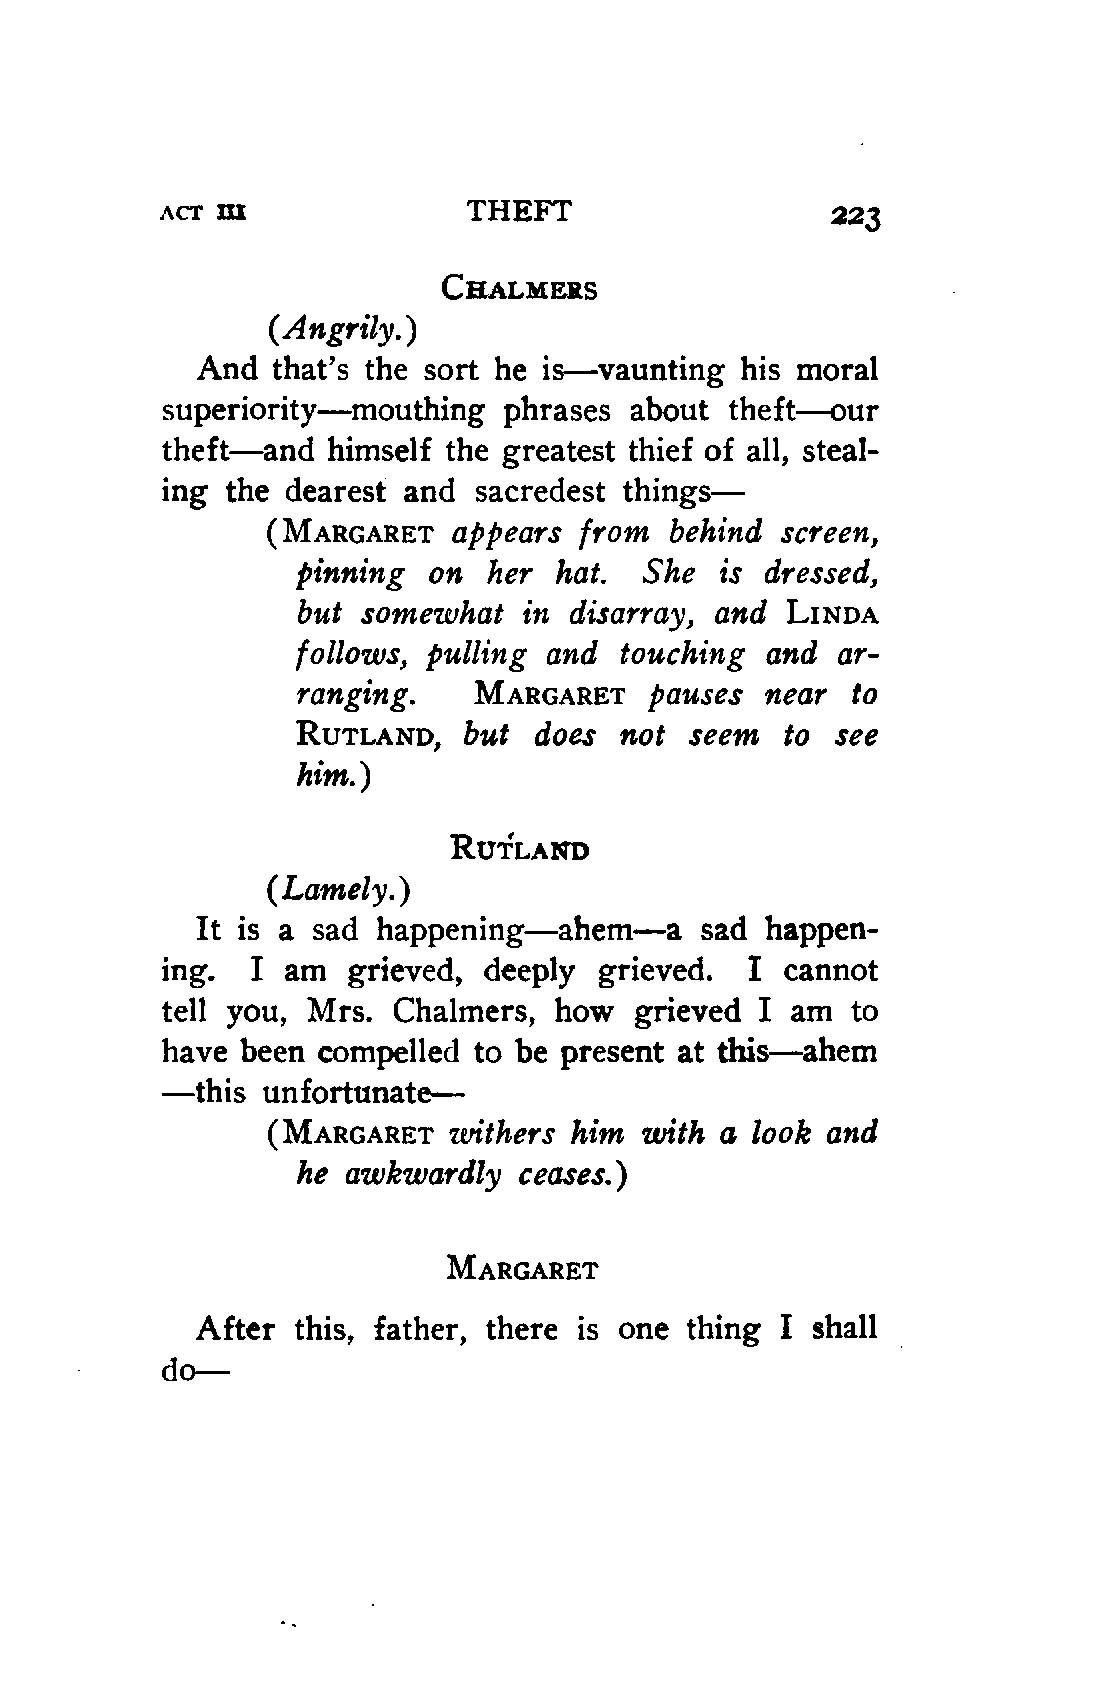 ACT III THEFT 223
CHALMERS
(Angrily.)
And that's the sort he is—vaunting his moral
superiority—mouthing phrases about theft—our
theft—and himself the greatest thief of all, steal-
ing the dearest and sacredest things—
(MARGARET appears from behind screen,
pinning on her hat. She is dressed,
but somewhat in disarray, and LINDA
follows, pulling and touching and ar-
ranging. MARGARET pauses near to
RUTLAND, but does not seem to see
him.)
RUTLAND
(Lamely.)
It is a sad happening—ahem—a sad happen-
ing. I am grieved, deeply grieved. I cannot
tell you, Mrs. Chalmers, how grieved I am to
have been compelled to be present at this—ahem
—this unfortunate—
(MARGARET withers him with a look and
he awkwardly ceases.)
MARGARET
After this, father, there is one thing I shall
do—